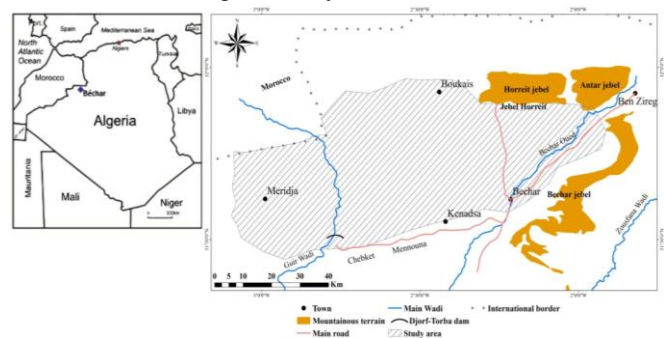 Spain
Mediterranean Sea
North
Atlantic
Ocean
Algiers
Tunisia
Morocco
Béchar
Algeria
Libya
Mauritania
Mali
Niger
Morocco
Boukais
Horreit jebel
Antar jebel
Jebel Horreit
Ben Zireg
Bechar Oued
Meridja
Bechar
Bechar jebel
Kenadsa
Zousfana Wadi
Guir Wadi
Chebket
Mennouna
0 5 10 20 30 40
Km
Town
Main Wadi
International border
Mountainous terrain
Djorf-Torba dam
Main road
Study area